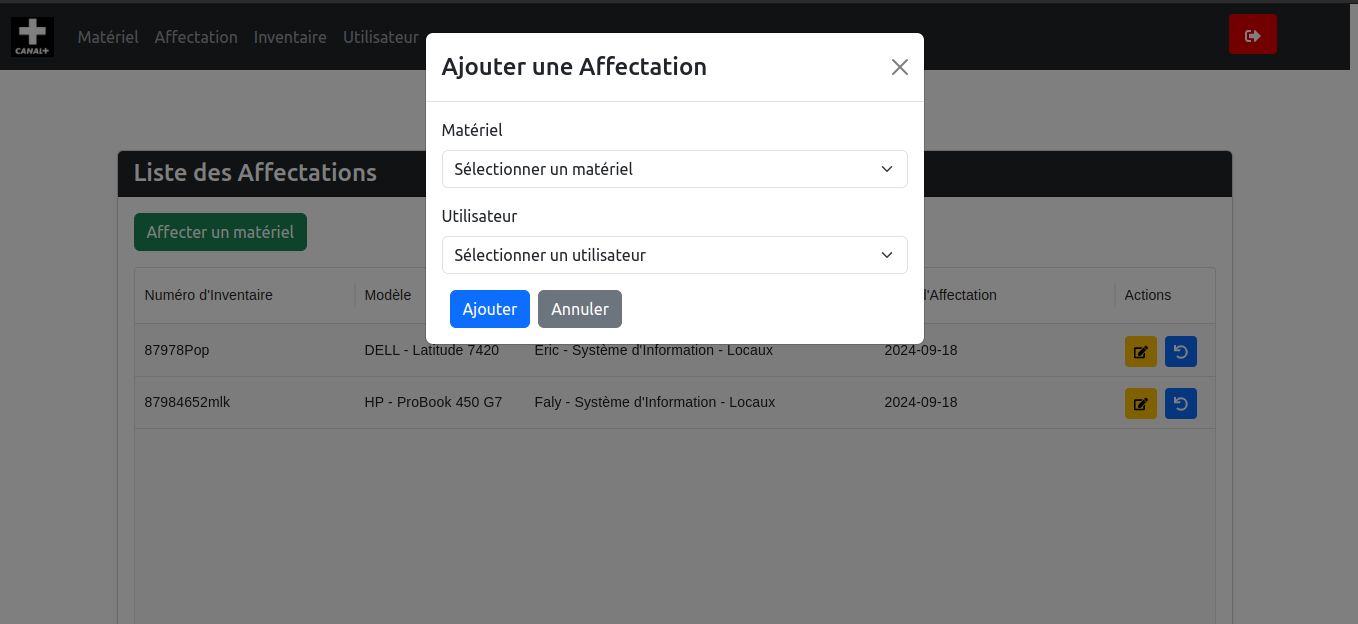 CANAL+
Matériel Affectation Inventaire Utilisateur
Ajouter une Affectation
Matériel
Sélectionner un matériel
Utilisateur
Sélectionner un utilisateur
Ajouter Annuler
Liste des Affectations
Affecter un matériel
Numéro d'Inventaire Modèle d'Affectation Actions
87978Pop DELL - Latitude 7420 Eric - Système d'Information - Locaux 2024-09-18
87984652mlk HP - ProBook 450 G7 Faly - Système d'Information - Locaux 2024-09-18